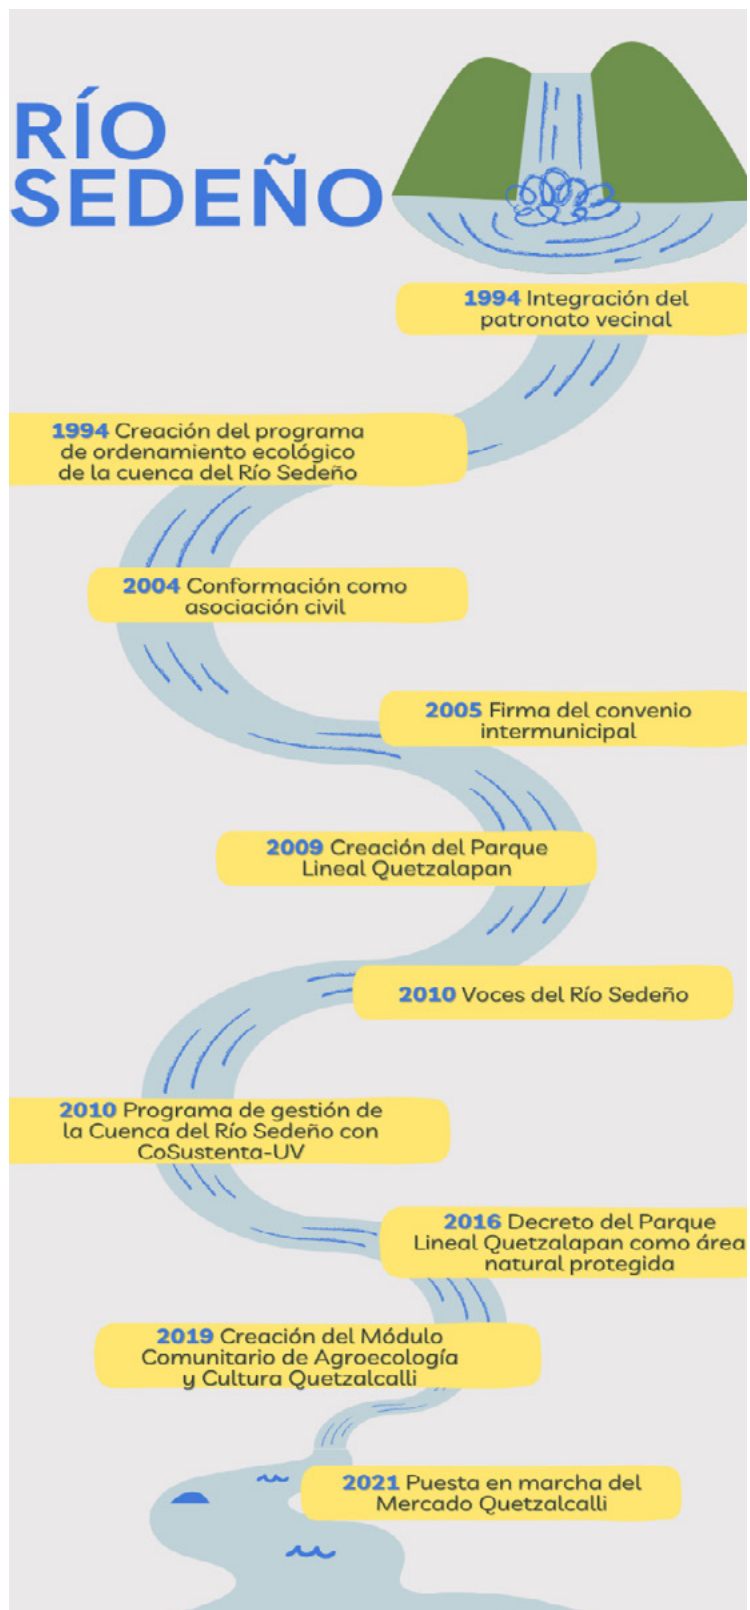 RÍO
SEDEÑO
1994 Integración del
patronato vecinal
1994 Creación del programa
de ordenamiento ecológico
de la cuenca del Río Sedeño
2004 Conformación como
asociación civil
2005 Firma del convenio
intermunicipal
2009 Creación del Parque
Lineal Quetzalapan
2010 Voces del Río Sedeño
2010 Programa de gestión de
la Cuenca del Río Sedeño con
CoSustenta-UV
2016 Decreto del Parque
Lineal Quetzalapan como área
natural protegida
2019 Creación del Módulo
Comunitario de Agroecología
y Cultura Quetzalcalli
2021 Puesta en marcha del
Mercado Quetzalcalli